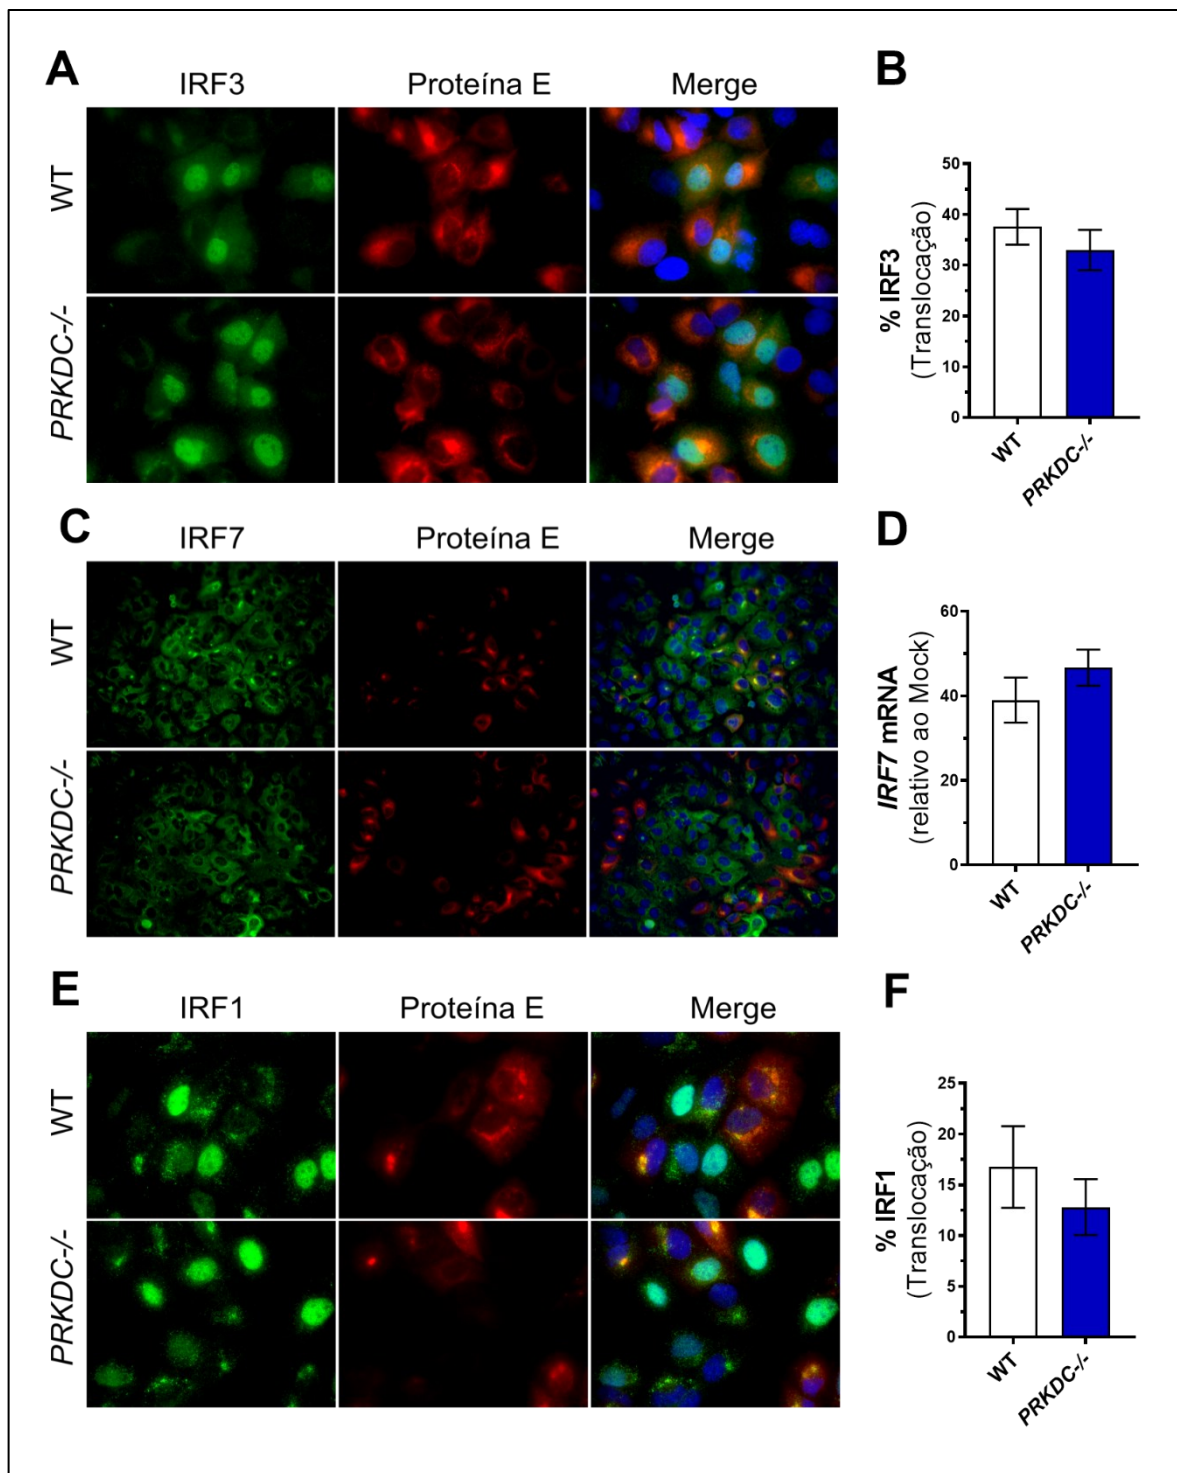 A
IRF3 Proteína E Merge
WT
PRKDC-/-
B
% IRF3
(Translocação)
50
40
30
20
10
0
WT
PRKDC-/-
C
IRF7 Proteína E Merge
WT
PRKDC-/-
D
IRF7 mRNA
(relativo ao Mock)
60
40
20
0
WT
PRKDC-/-
E
IRF1 Proteína E Merge
WT
PRKDC-/-
F
% IRF1
(Translocação)
25
20
15
10
5
0
WT
PRKDC-/-